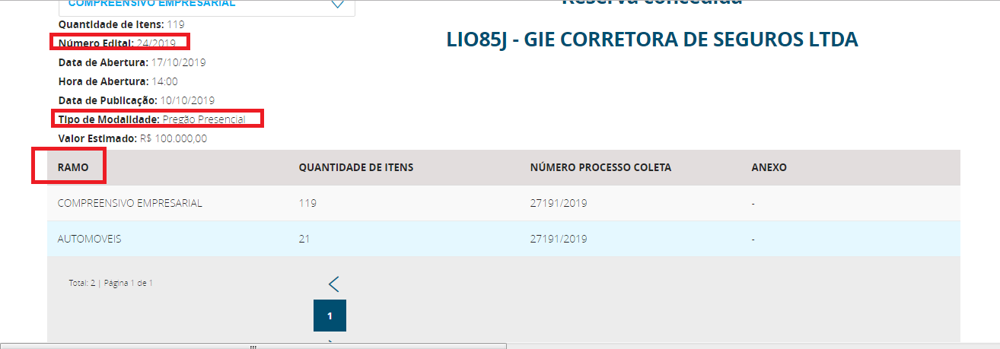 COMPREENSIVO EMPRESARIAL
Reserva concedida
Quantidade de Itens: 119
LIO85J - GIE CORRETORA DE SEGUROS LTDA
Número Edital: 24/2019
Data de Abertura: 17/10/2019
Hora de Abertura: 14:00
Data de Publicação: 10/10/2019
Tipo de Modalidade: Pregão Presencial
Valor Estimado: R$ 100.000,00
RAMO QUANTIDADE DE ITENS NÚMERO PROCESSO COLETA ANEXO
COMPREENSIVO EMPRESARIAL 119 27191/2019 -
AUTOMOVEIS 21 27191/2019 -
Total: 2 | Página 1 de 1
1